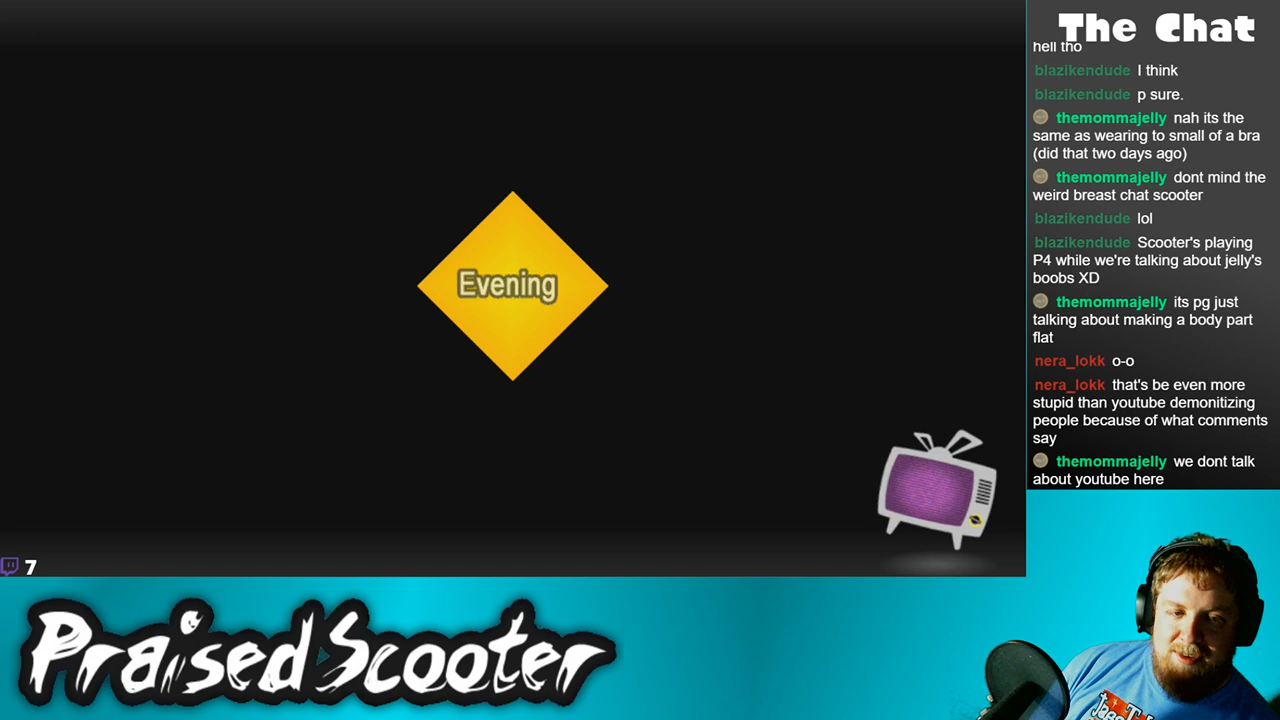 The Chat
hell tho
blazikendude I think
blazikendude p sure.
themommajelly nah its the
same as wearing to small of a bra
(did that two days ago)
themommajelly dont mind the
weird breast chat scooter
blazikendude lol
blazikendude Scooter's playing
P4 while we're talking about jelly's
boobs XD
themommajelly its pg just
talking about making a body part
flat
nera_lokk o-o
nera_lokk that's be even more
stupid than youtube demonitizing
people because of what comments
say
themommajelly we dont talk
about youtube here
Evening
7
PraisedScooter